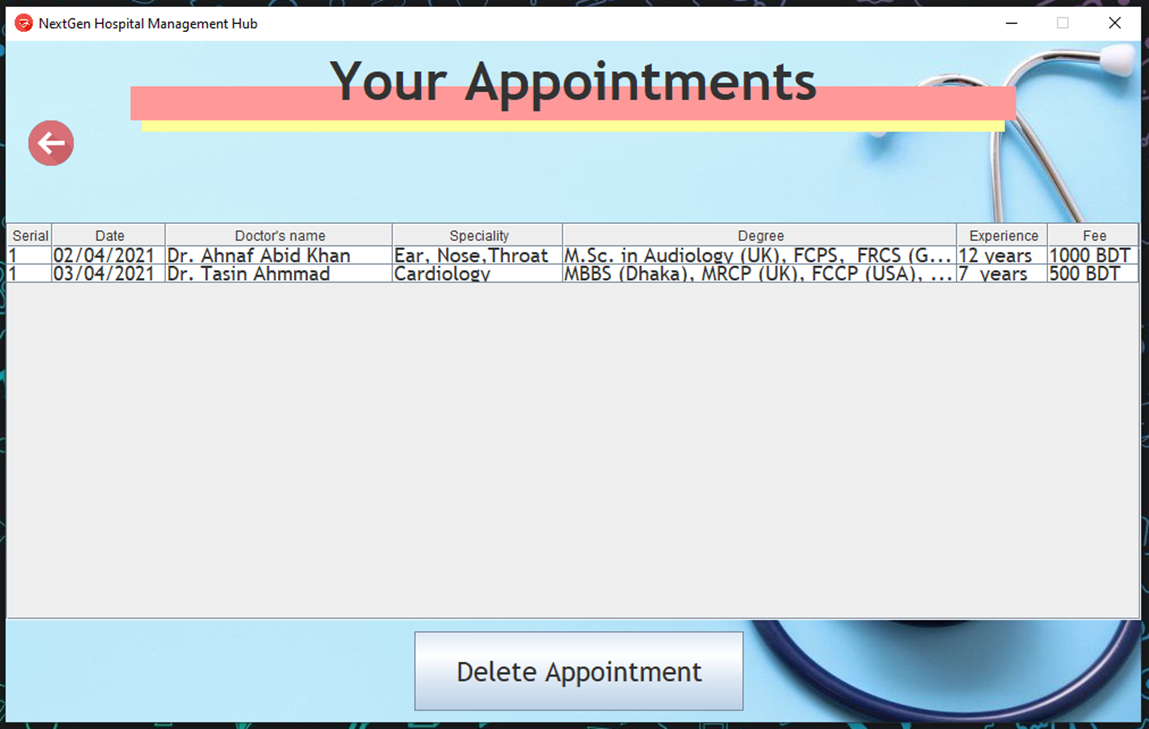 NextGen Hospital Management Hub
Your Appointments
Serial Date Doctor's name Speciality Degree Experience Fee
1 02/04/2021 Dr. Ahnaf Abid Khan Ear, Nose,Throat M.Sc. in Audiology (UK), FCPS, FRCS (G... 12 years 1000 BDT
1 03/04/2021 Dr. Tasin Ahmmad Cardiology MBBS (Dhaka), MRCP (UK), FCCP (USA), ... 7 years 500 BDT
Delete Appointment